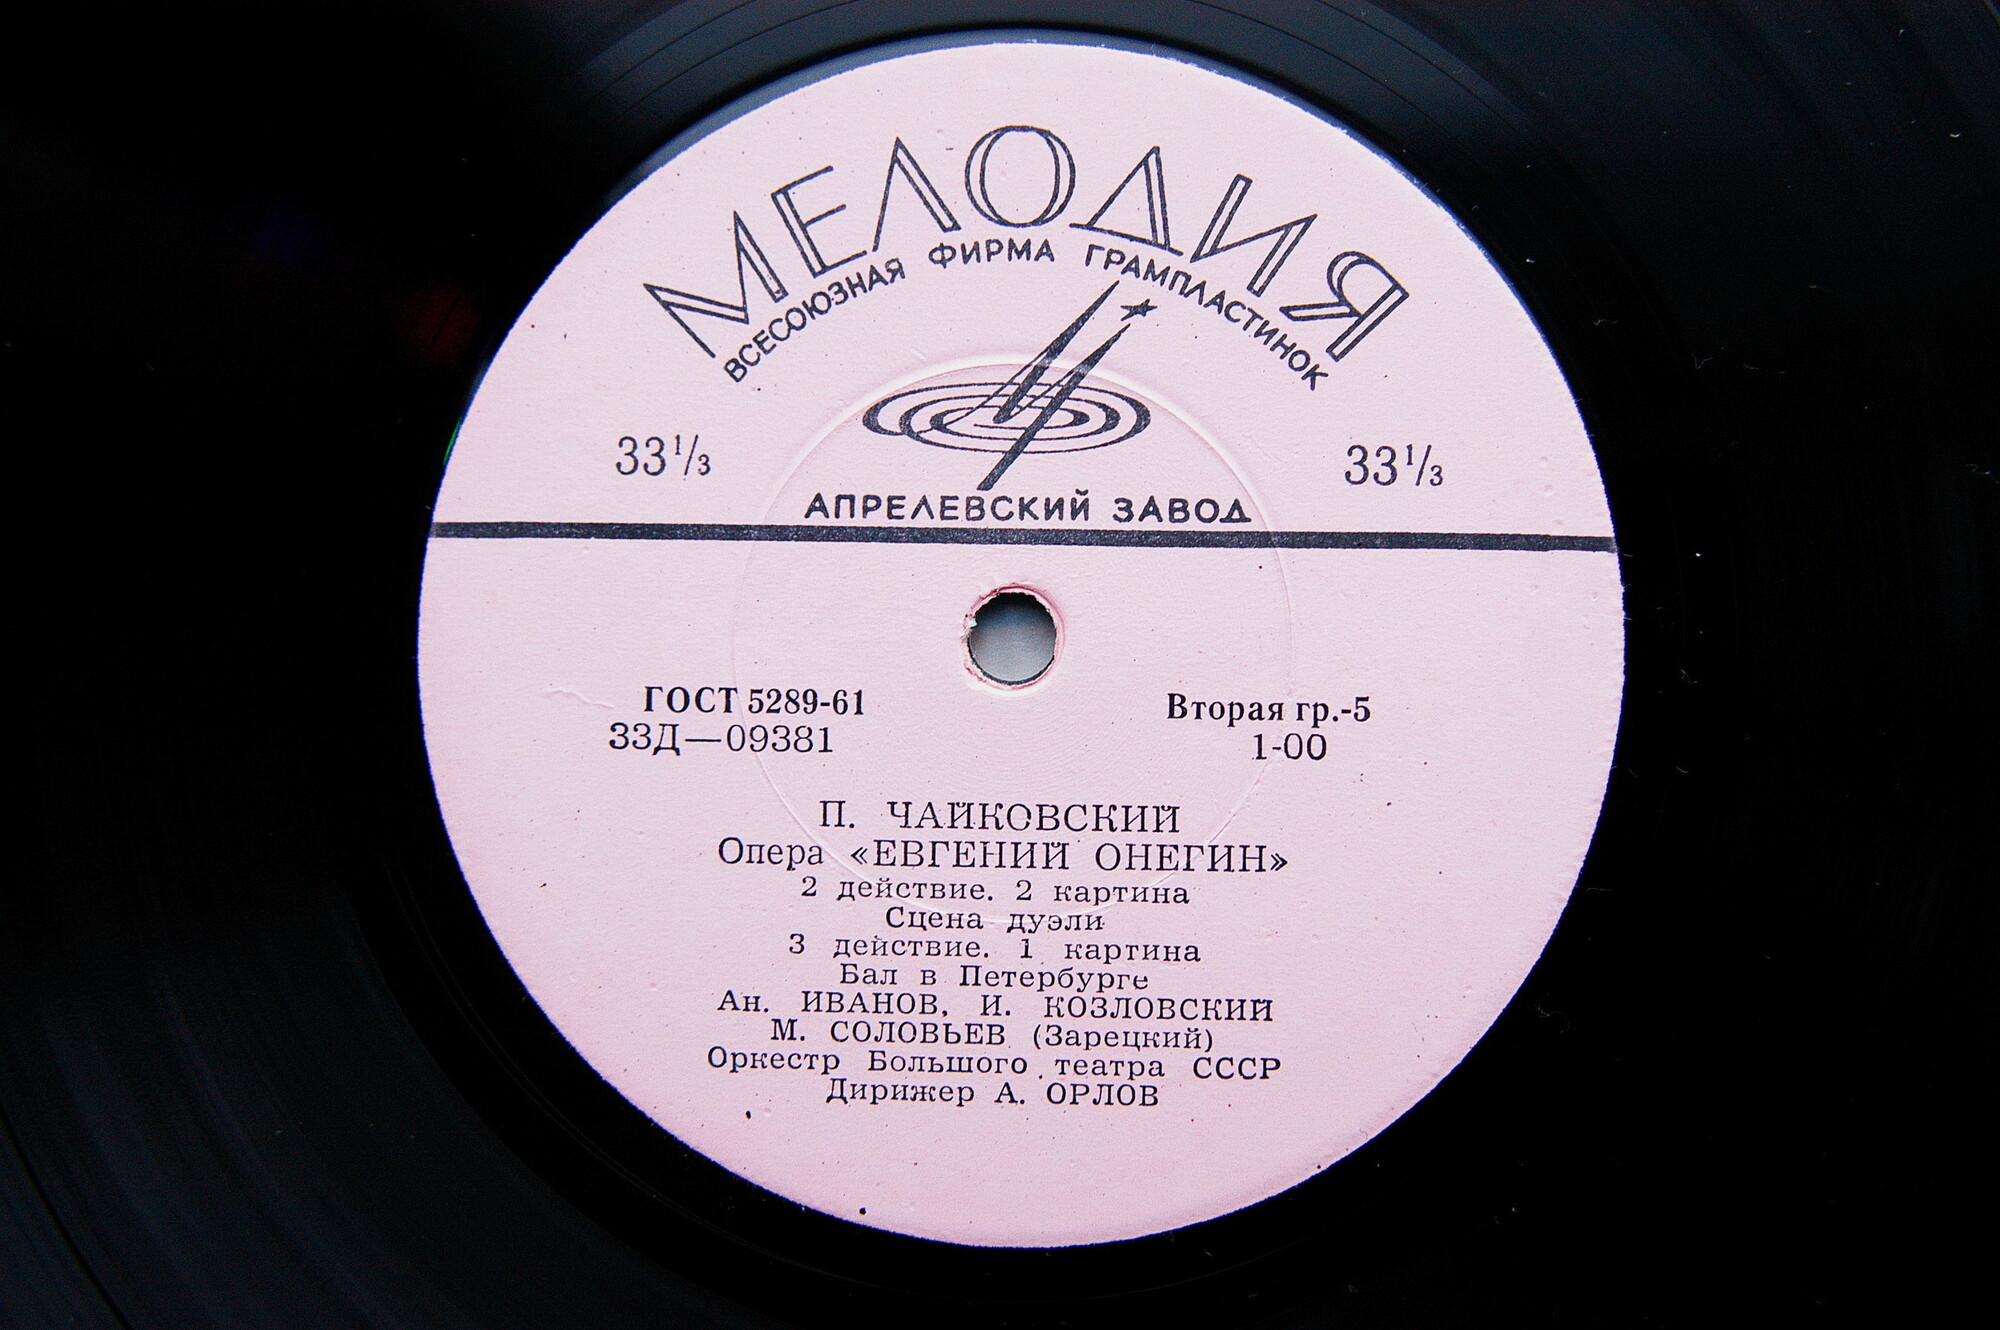 МЕЛОДИЯ
ВСЕСОЮЗНАЯ ФИРМА ГРАМПЛАСТИНОК
33⅓ 33⅓
АПРЕЛЕВСКИЙ ЗАВОД
ГОСТ 5289-61 Вторая гр.-5
33Д—09381 1-00
П. ЧАЙКОВСКИЙ
Опера «ЕВГЕНИЙ ОНЕГИН»
2 действие. 2 картина
Сцена дуэли
3 действие. 1 картина
Бал в Петербурге
Ан. ИВАНОВ, И. КОЗЛОВСКИЙ
М. СОЛОВЬЕВ (Зарецкий)
Оркестр Большого театра СССР
Дирижер А. ОРЛОВ